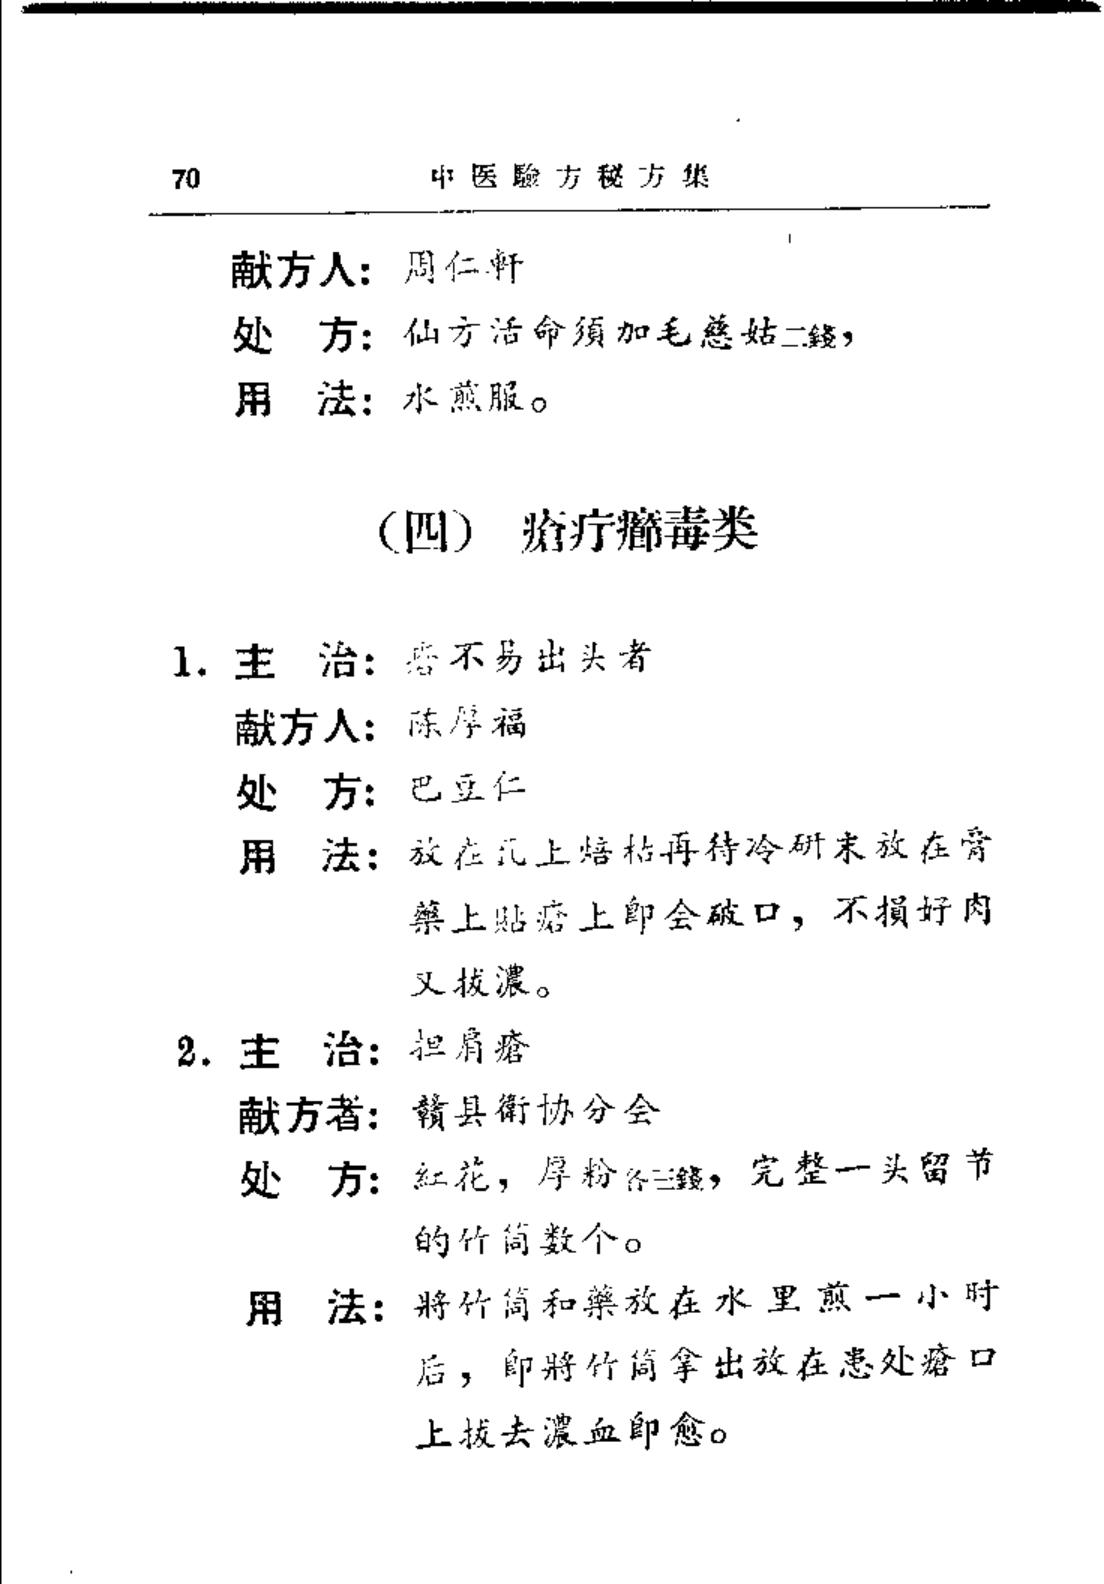 70 中医驗方秘方集
献方人：周仁軒
处 方：仙方活命須加毛慈姑二錢，
用 法：水煎服。
（四） 瘡疔癤毒类
1. 主 治：不易出头者
献方人：陈厚福
处 方：巴豆仁
用 法：放在瓦上焙枯再待冷研末放在膏
藥上貼瘡上即会破口，不損好肉
又拔濃。
2. 主 治：担肩瘡
献方者：贛县衛协分会
处 方：紅花，厚粉各三錢，完整一头留节
的竹筒数个。
用 法：將竹筒和藥放在水里煎一小时
后，即將竹筒拿出放在患处瘡口
上拔去濃血即愈。